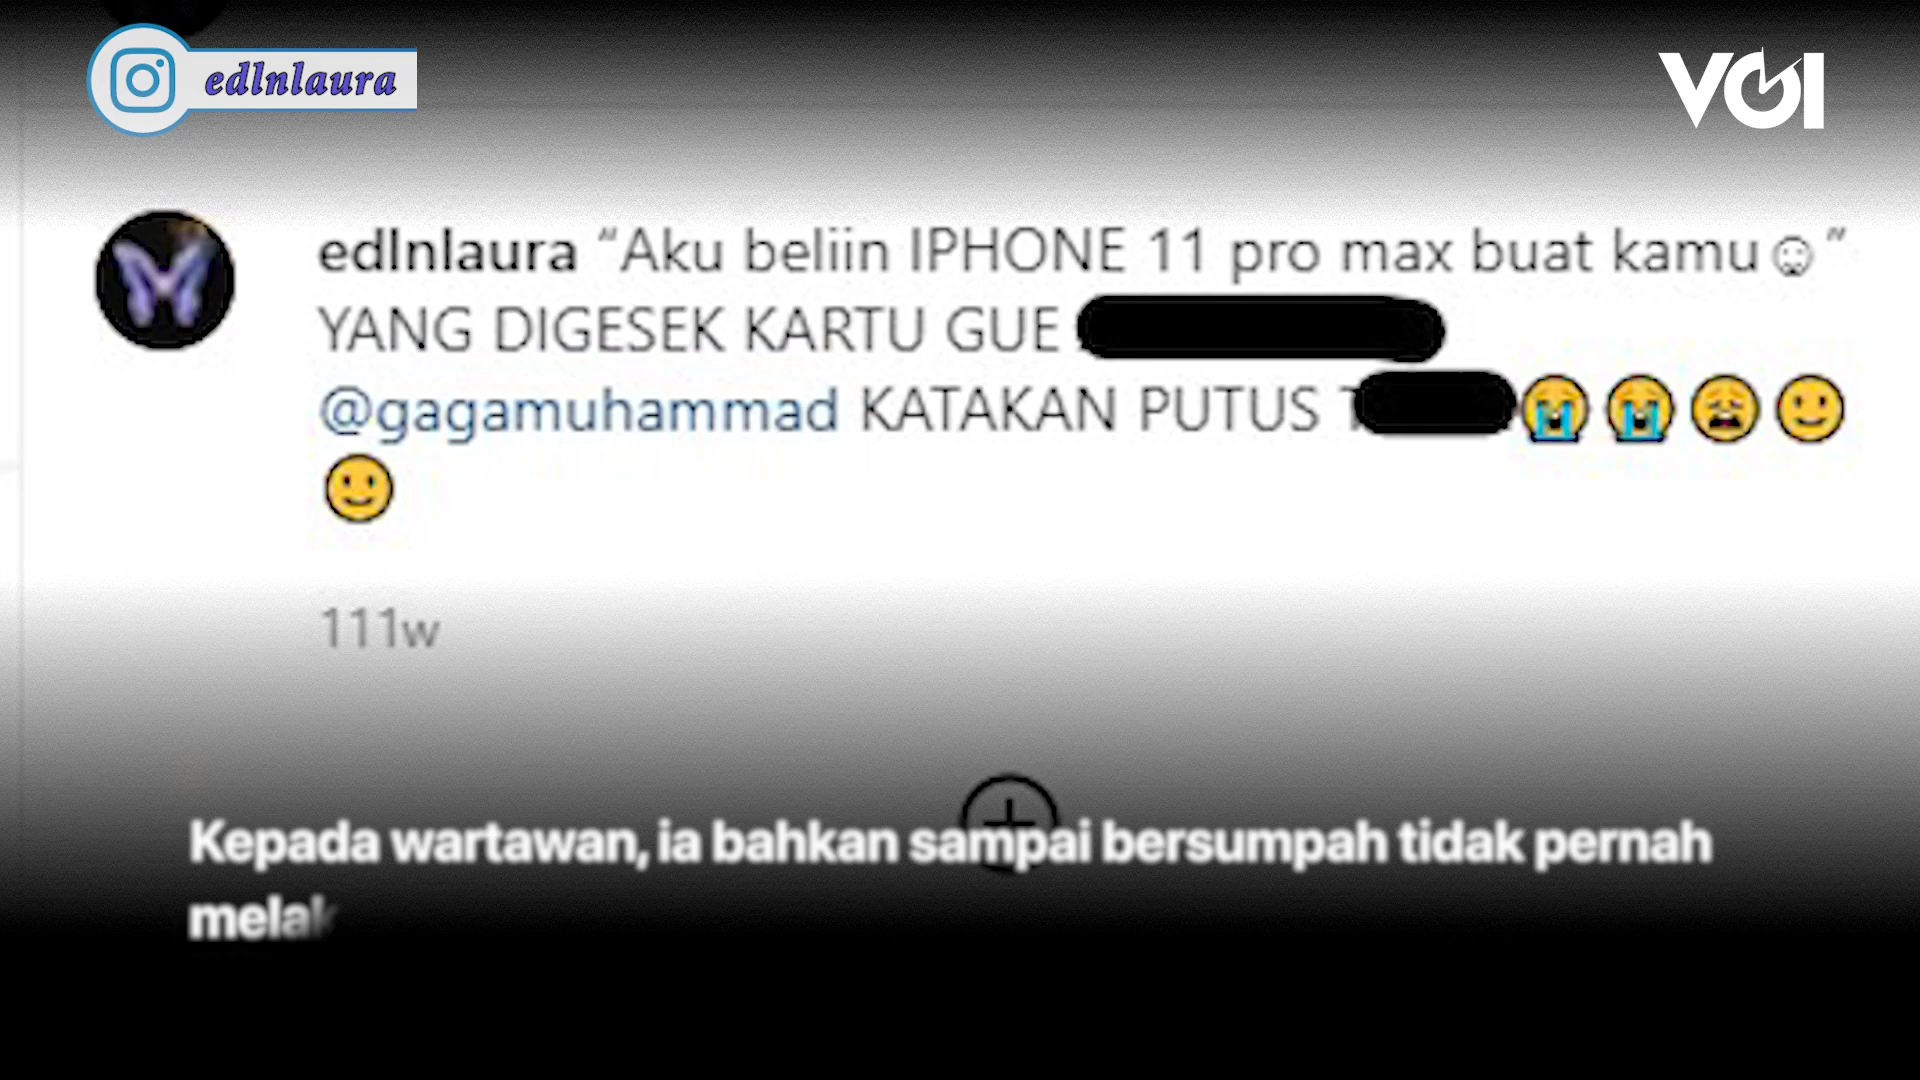 edlnlaura
VOI
edlnlaura “Aku beliin IPHONE 11 pro max buat kamu☺”
YANG DIGESEK KARTU GUE
@gagamuhammad KATAKAN PUTUS 😭😭😩🙂
🙂
111w
Kepada wartawan, ia bahkan sampai bersumpah tidak pernah
melak